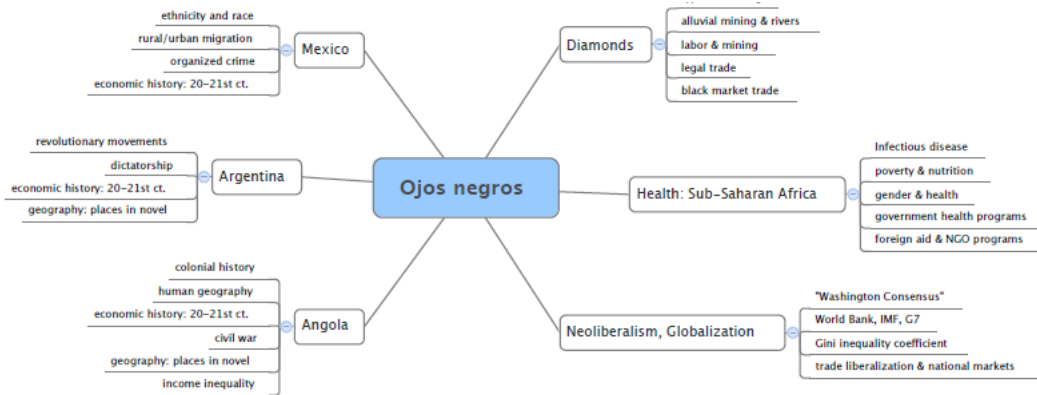 Ojos negros
Mexico
ethnicity and race
rural/urban migration
organized crime
economic history: 20-21st ct.
Argentina
revolutionary movements
dictatorship
economic history: 20-21st ct.
geography: places in novel
Angola
colonial history
human geography
economic history: 20-21st ct.
civil war
geography: places in novel
income inequality
Diamonds
alluvial mining & rivers
labor & mining
legal trade
black market trade
Health: Sub-Saharan Africa
Infectious disease
poverty & nutrition
gender & health
government health programs
foreign aid & NGO programs
Neoliberalism, Globalization
"Washington Consensus"
World Bank, IMF, G7
Gini inequality coefficient
trade liberalization & national markets